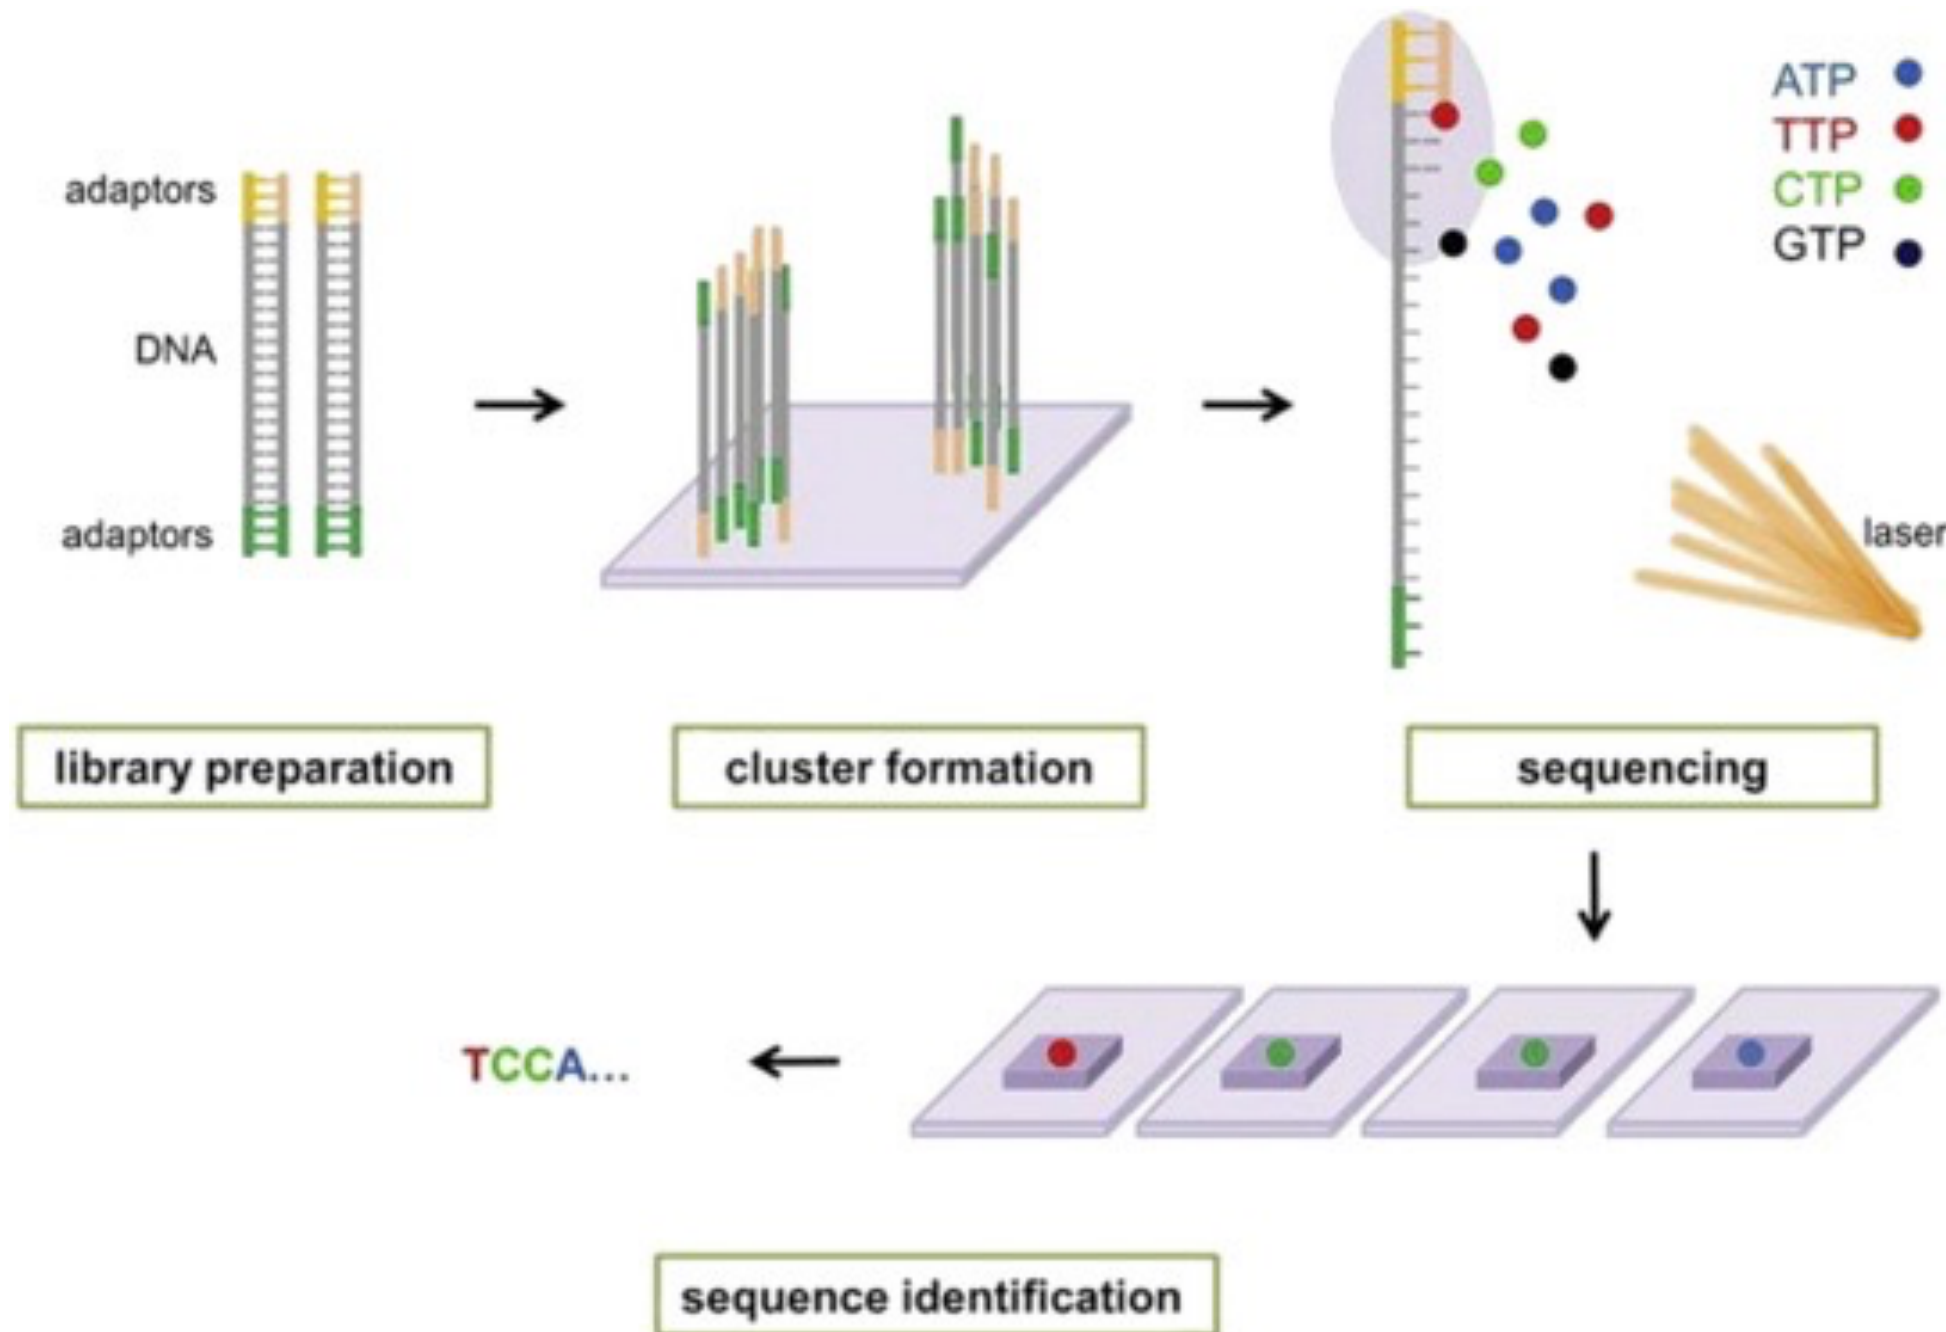 adaptors
DNA
adaptors
ATP
TTP
CTP
GTP
laser
library preparation
cluster formation
sequencing
TCCA...
sequence identification